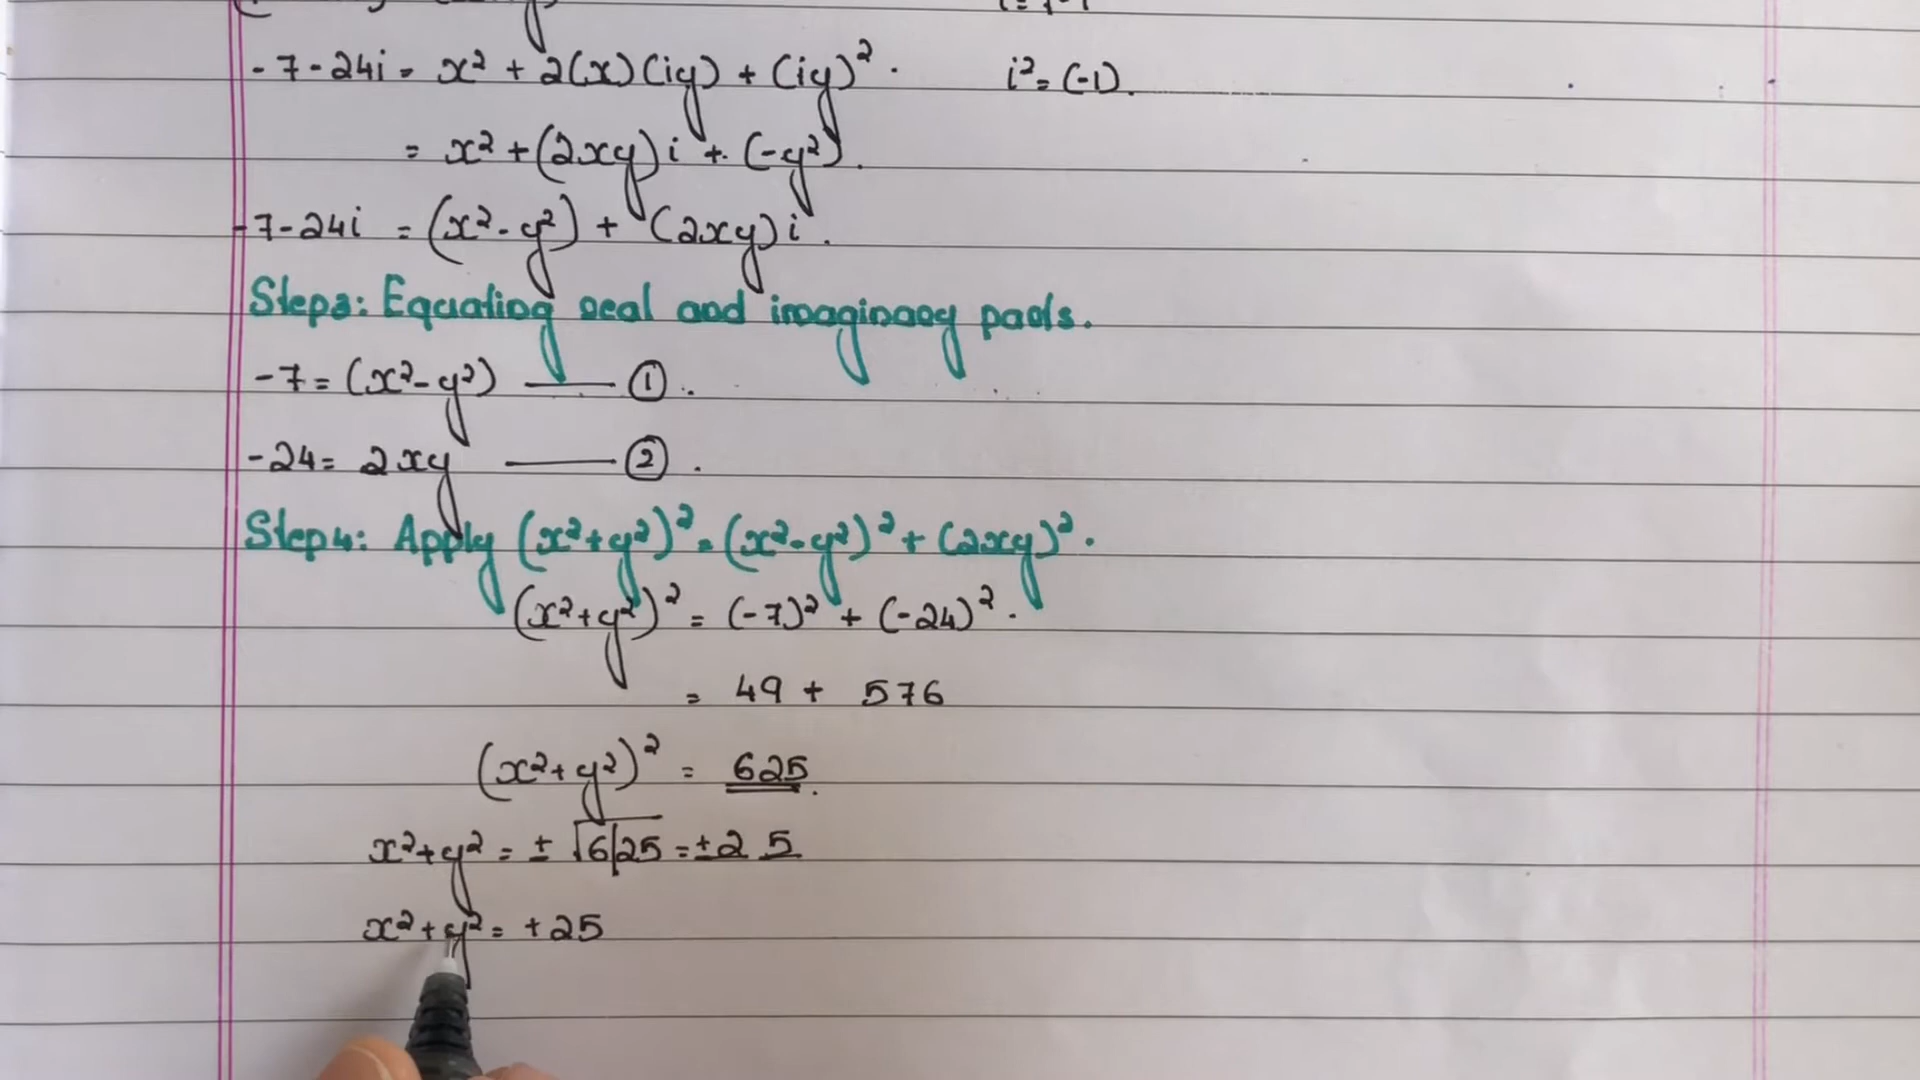 -7-24i = x² + 2(x)(iy) + (iy)². i² = (-1).
= x² + (2xy)i + (-y²).
-7-24i = (x²-y²) + (2xy)i.
Step3: Equating real and imaginary parts.
-7 = (x²-y²) —— ①.
-24 = 2xy —— ②.
Step4: Apply (x²+y²)² = (x²-y²)² + (2xy)².
(x²+y²)² = (-7)² + (-24)².
= 49 + 576
(x²+y²)² = 625.
x²+y² = ± √6|25 = ±25
x²+y² = +25